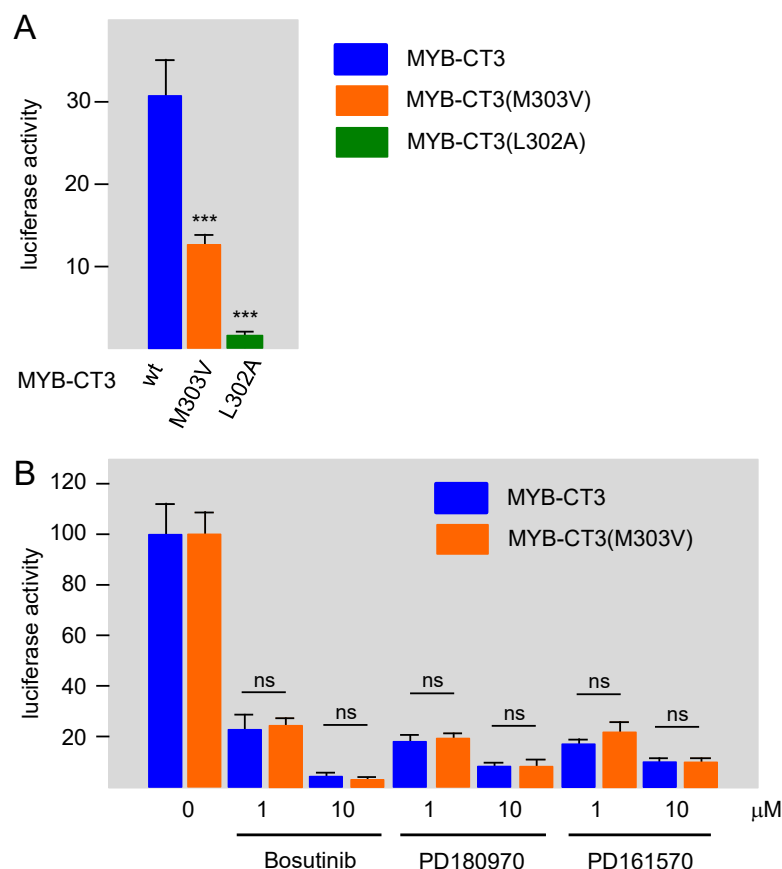 A
luciferase activity
30
20
10
MYB-CT3
MYB-CT3(M303V)
MYB-CT3(L302A)
***
***
MYB-CT3
wt
M303V
L302A
B
luciferase activity
120
100
80
60
40
20
MYB-CT3
MYB-CT3(M303V)
ns
ns
ns
ns
ns
ns
0 1 10 1 10 1 10 μM
Bosutinib PD180970 PD161570